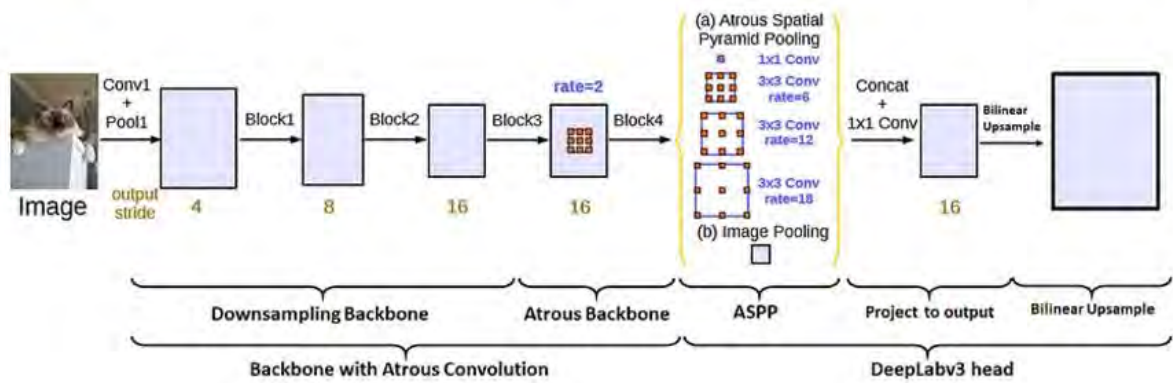 (a) Atrous Spatial
Pyramid Pooling
1x1 Conv
3x3 Conv
rate=6
3x3 Conv
rate=12
3x3 Conv
rate=18
(b) Image Pooling
Image
Conv1
+
Pool1
output
stride
4
Block1
8
Block2
16
Block3
rate=2
16
Block4
Concat
+
1x1 Conv
16
Bilinear
Upsample
Downsampling Backbone
Atrous Backbone
ASPP
Project to output
Bilinear Upsample
Backbone with Atrous Convolution
DeepLabv3 head